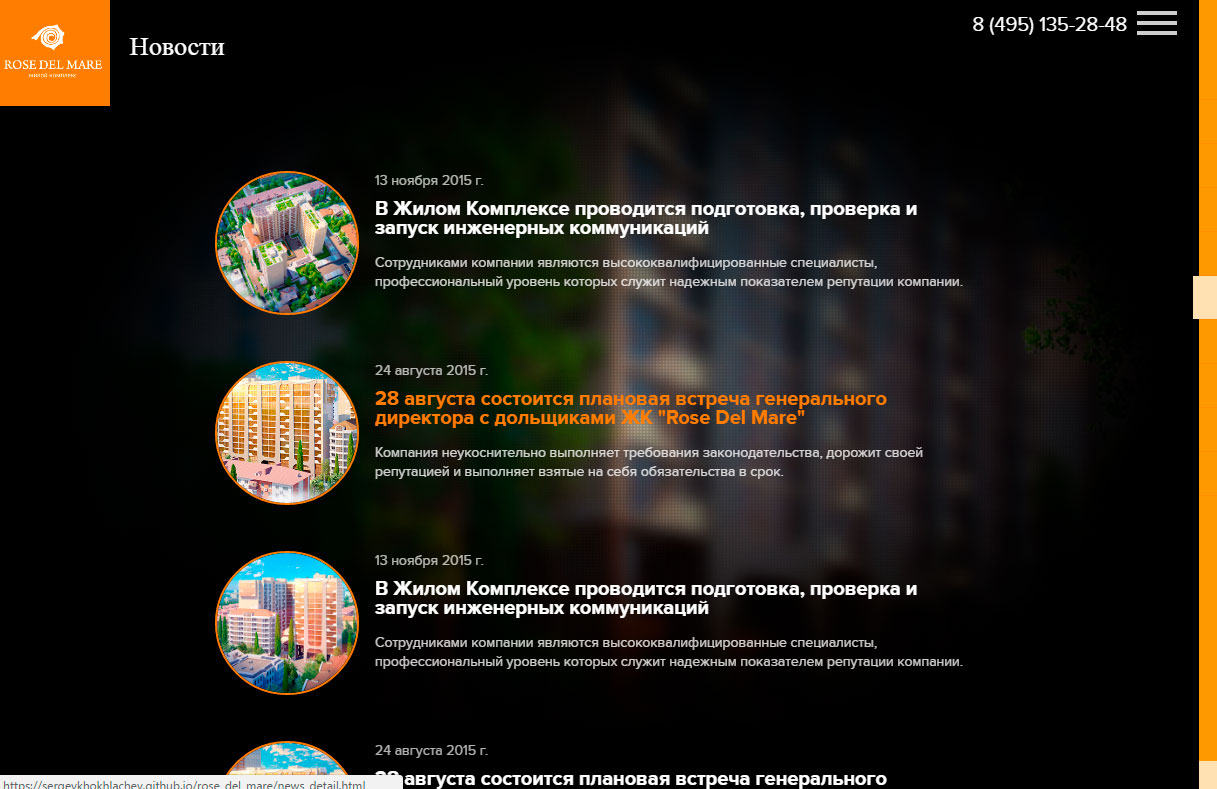 ROSE DEL MARE
ЖИЛОЙ КОМПЛЕКС
Новости
8 (495) 135-28-48
13 ноября 2015 г.
В Жилом Комплексе проводится подготовка, проверка и
запуск инженерных коммуникаций
Сотрудниками компании являются высококвалифицированные специалисты,
профессиональный уровень которых служит надежным показателем репутации компании.
24 августа 2015 г.
28 августа состоится плановая встреча генерального
директора с дольщиками ЖК "Rose Del Mare"
Компания неукоснительно выполняет требования законодательства, дорожит своей
репутацией и выполняет взятые на себя обязательства в срок.
13 ноября 2015 г.
В Жилом Комплексе проводится подготовка, проверка и
запуск инженерных коммуникаций
Сотрудниками компании являются высококвалифицированные специалисты,
профессиональный уровень которых служит надежным показателем репутации компании.
24 августа 2015 г.
28 августа состоится плановая встреча генерального
https://sergeykhokhlachev.github.io/rose_del_mare/news_detail.html